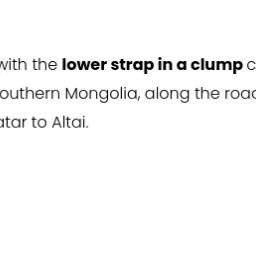 with the lower strap in a clump
outhern Mongolia, along the road
atar to Altai.